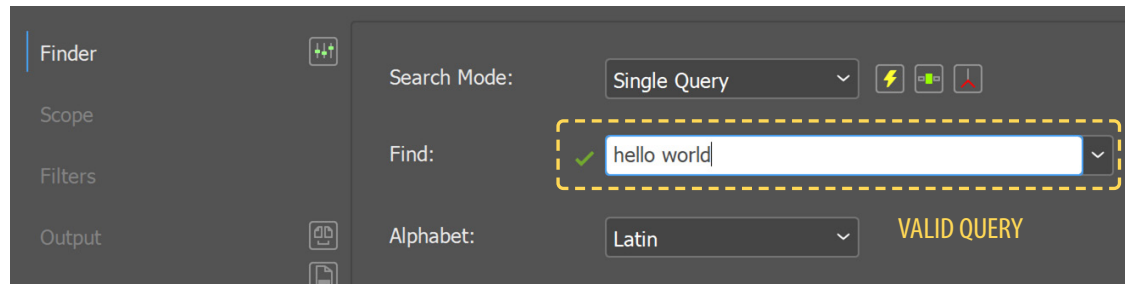 Finder
Search Mode: Single Query
Scope
Find: hello world
Filters
Output
Alphabet: Latin
VALID QUERY